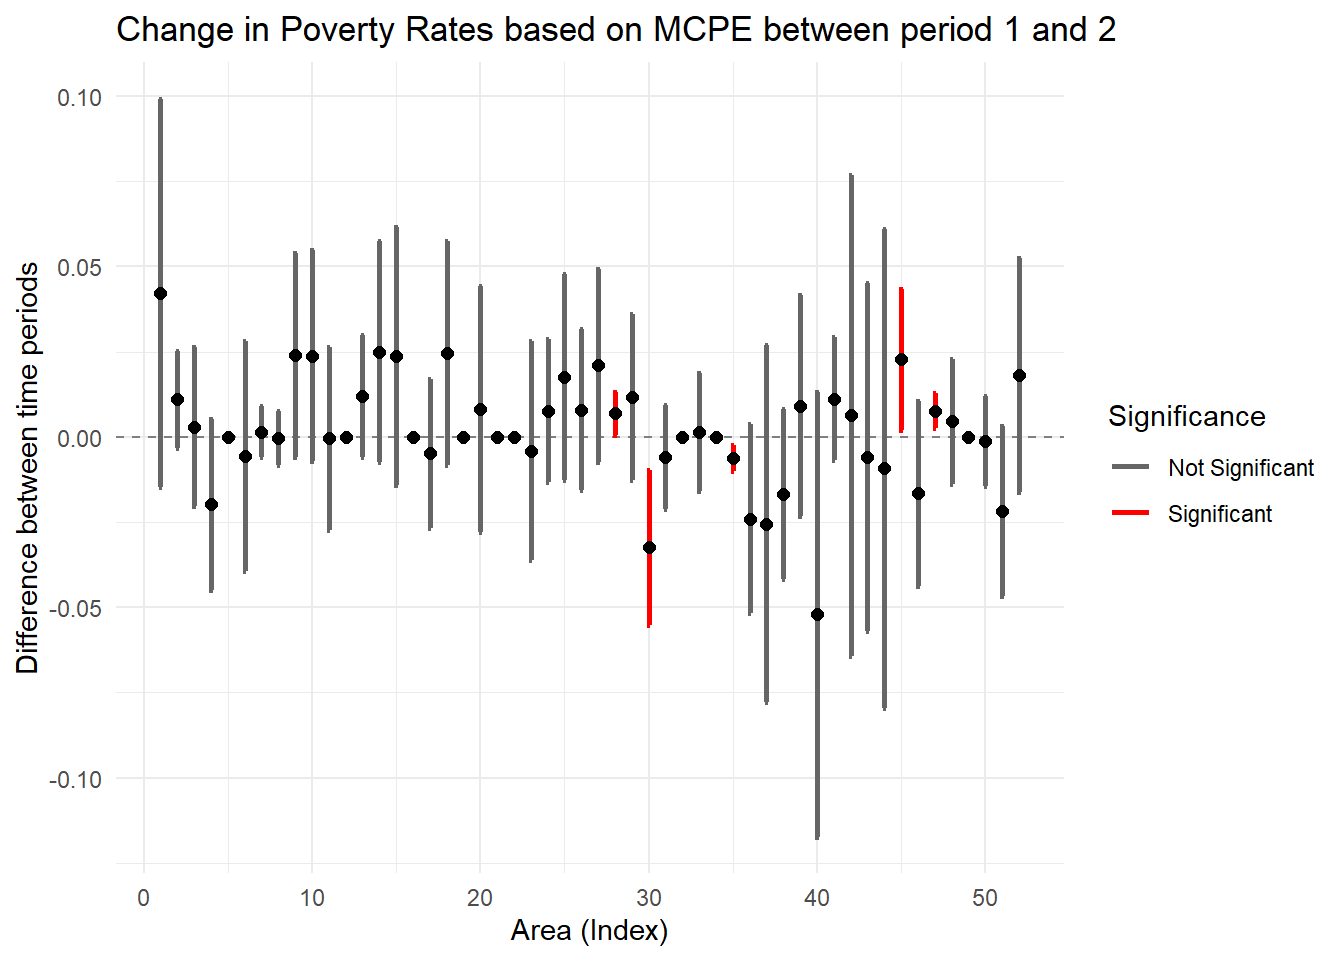 Change in Poverty Rates based on MCPE between period 1 and 2
Difference between time periods
0.10
0.05
0.00
-0.05
-0.10
0 10 20 30 40 50
Area (Index)
Significance
Not Significant
Significant